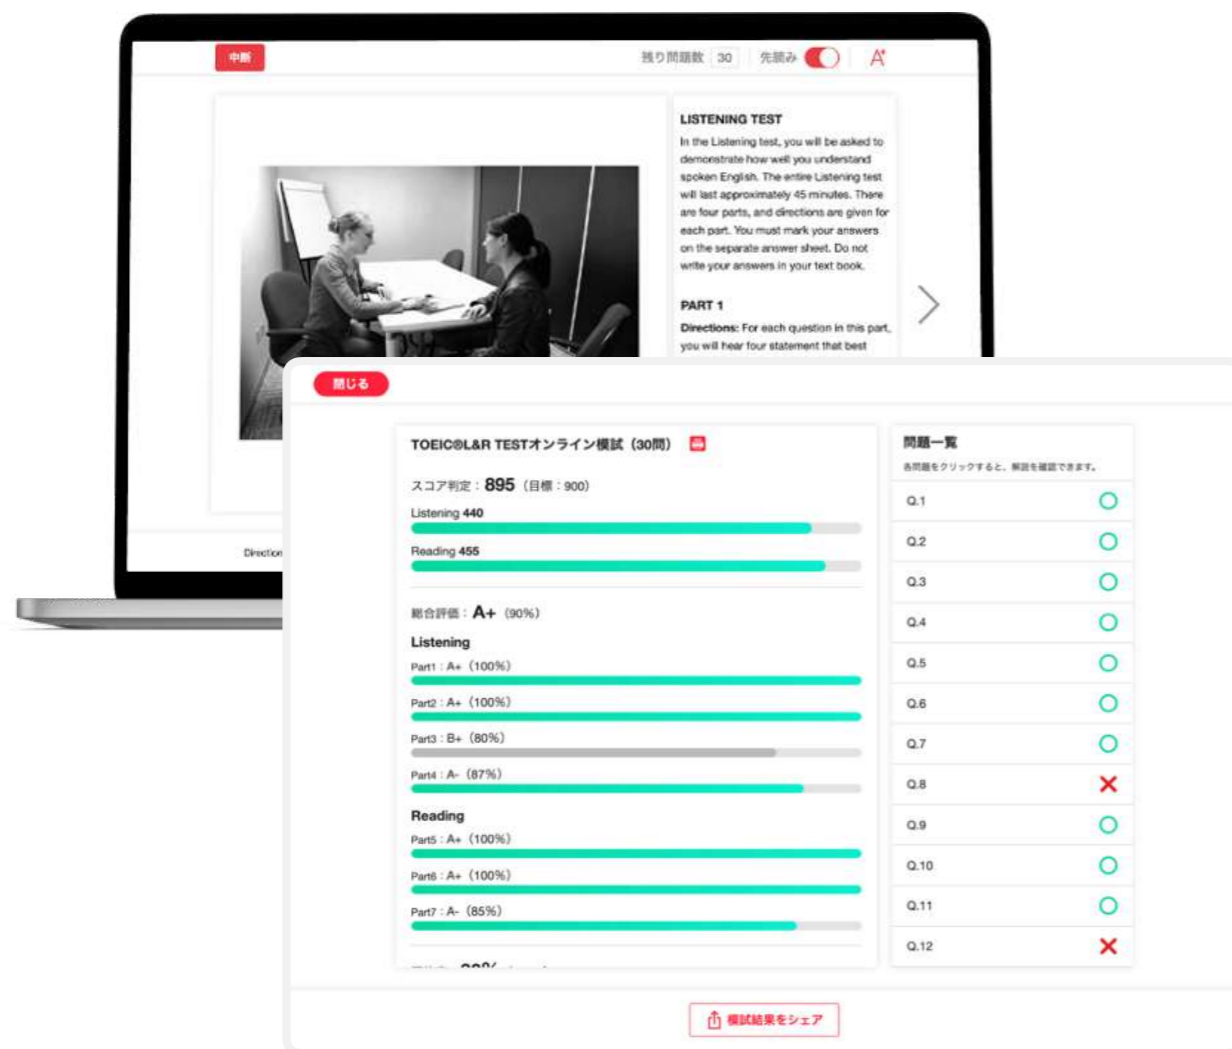 中断
残り問題数 30
先読み
A+
LISTENING TEST
In the Listening test, you will be asked to
demonstrate how well you understand
spoken English. The entire Listening test
will last approximately 45 minutes. There
are four parts, and directions are given for
each part. You must mark your answers
on the separate answer sheet. Do not
write your answers in your text book.
PART 1
Directions: For each question in this part,
you will hear four statement that best
Direction
閉じる
TOEIC®L&R TESTオンライン模試（30問）
スコア判定：895（目標：900）
Listening 440
Reading 455
総合評価：A+（90%）
Listening
Part1：A+（100%）
Part2：A+（100%）
Part3：B+（80%）
Part4：A-（87%）
Reading
Part5：A+（100%）
Part6：A+（100%）
Part7：A-（85%）
問題一覧
各問題をクリックすると、解説を確認できます。
Q.1
Q.2
Q.3
Q.4
Q.5
Q.6
Q.7
Q.8
Q.9
Q.10
Q.11
Q.12
模試結果をシェア